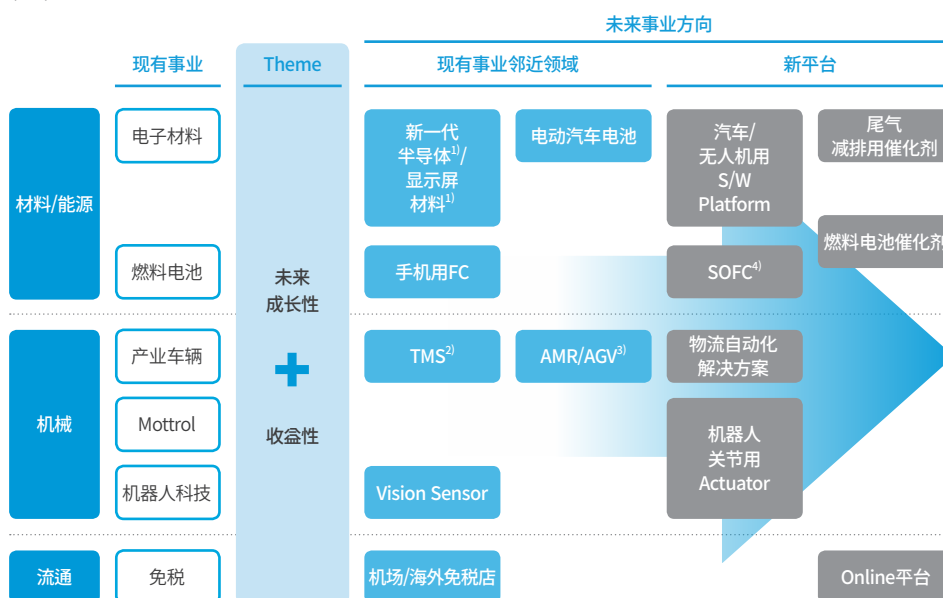 未来事业方向
现有事业
Theme
现有事业邻近领域
新平台
材料/能源
电子材料
燃料电池
未来
成长性
收益性
新一代
半导体1)/
显示屏
材料1)
电动汽车电池
汽车/
无人机用
S/W
Platform
尾气
减排用催化剂
燃料电池催化剂
手机用FC
SOFC4)
机械
产业车辆
Mottrol
机器人科技
TMS2)
AMR/AGV3)
物流自动化
解决方案
机器人
关节用
Actuator
Vision Sensor
流通
免税
机场/海外免税店
Online平台